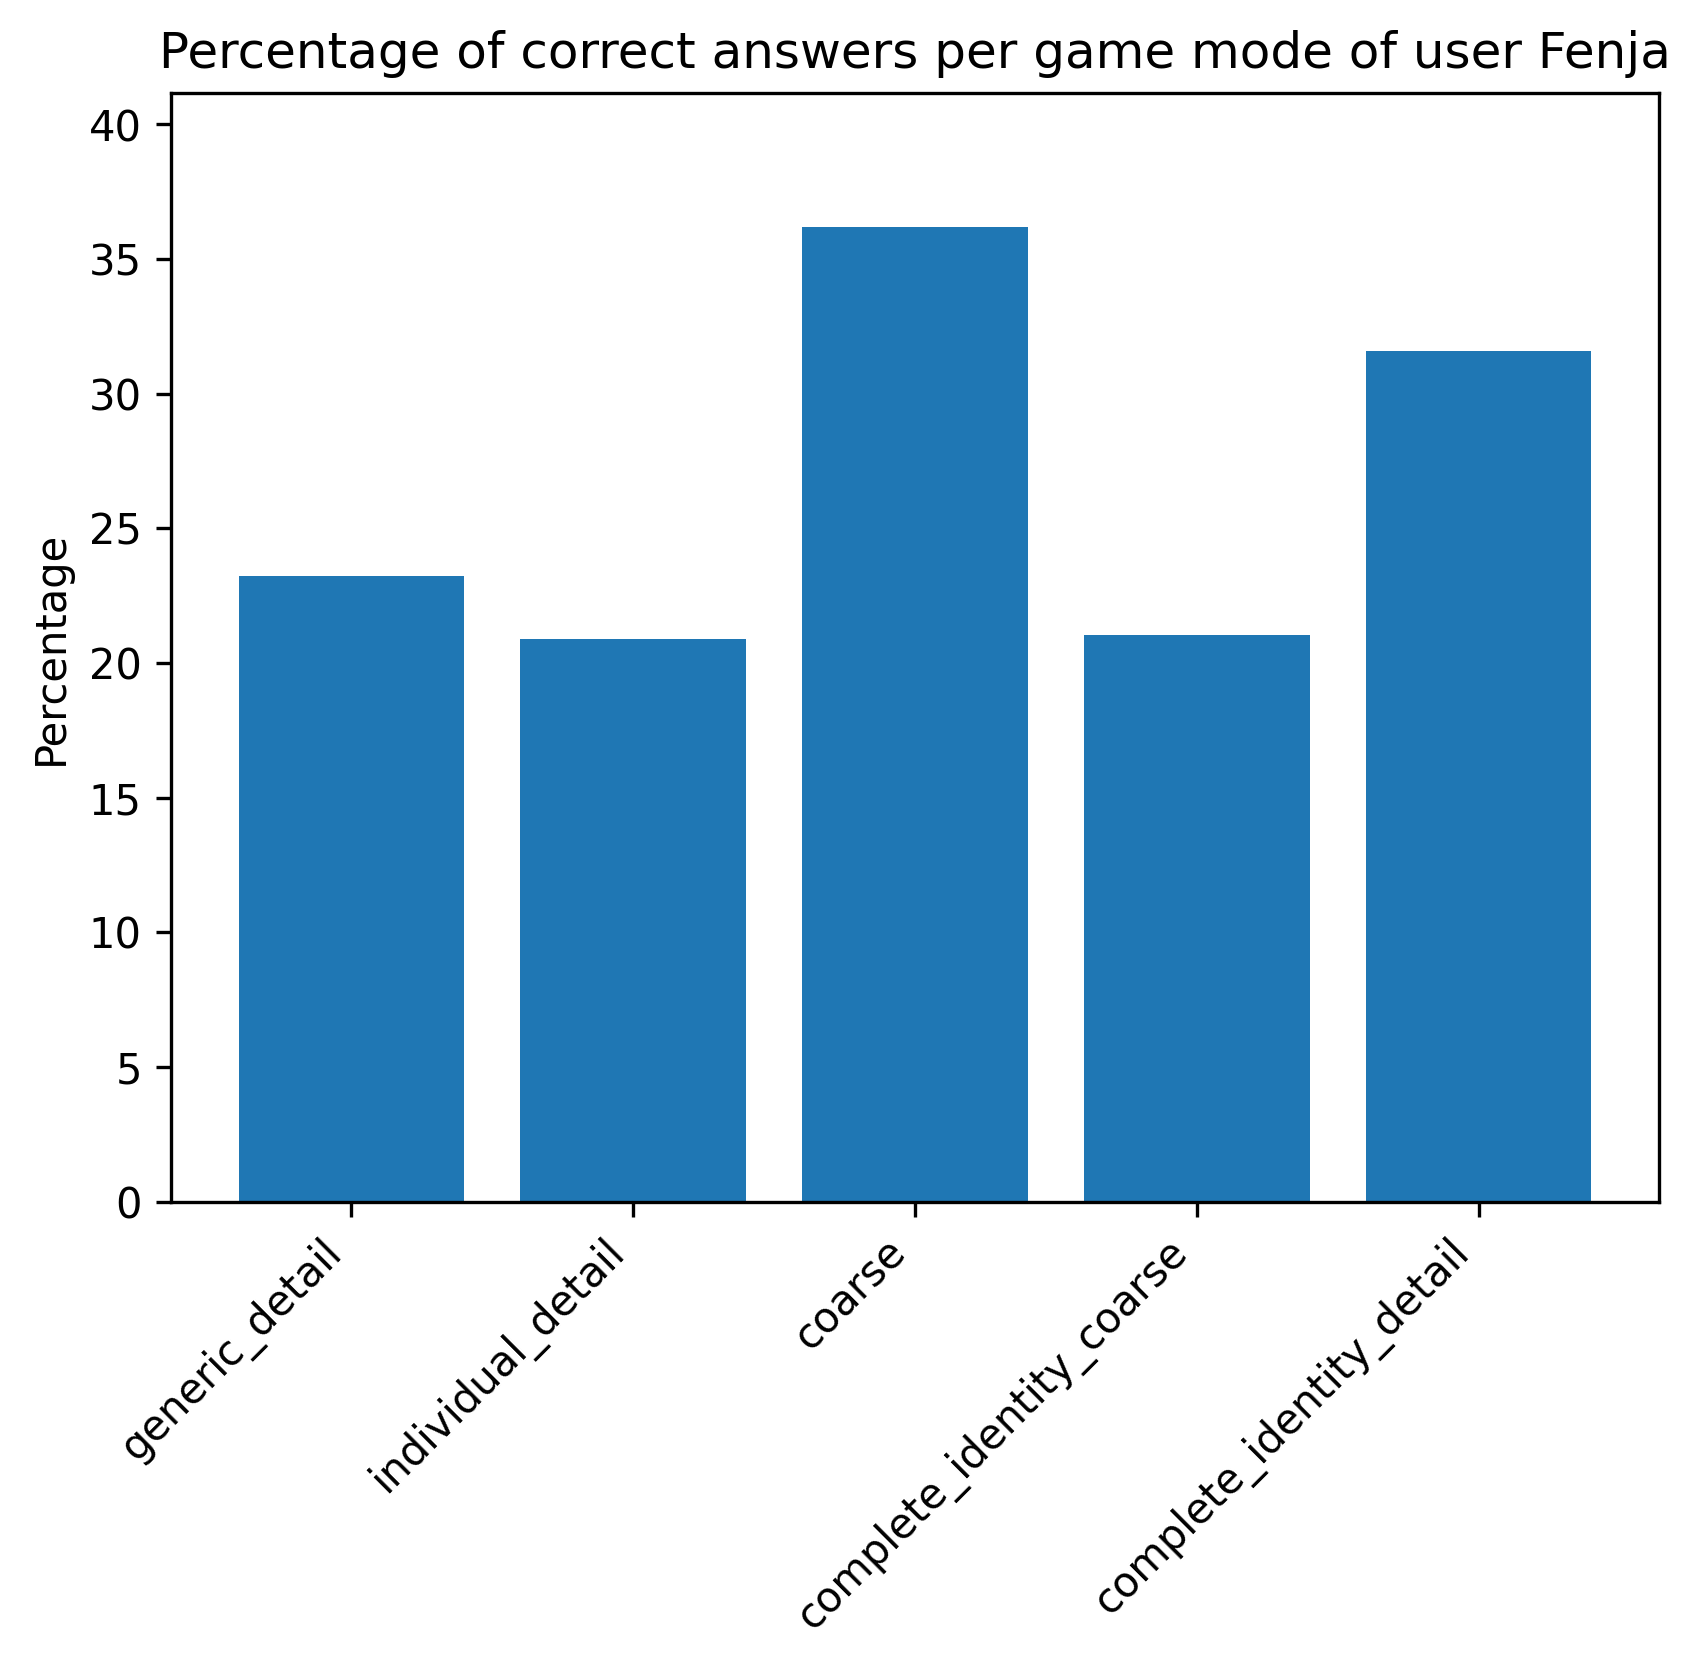 Percentage of correct answers per game mode of user Fenja
40
35
30
25
20
15
10
5
0
Percentage
generic_detail
individual_detail
coarse
complete_identity_coarse
complete_identity_detail